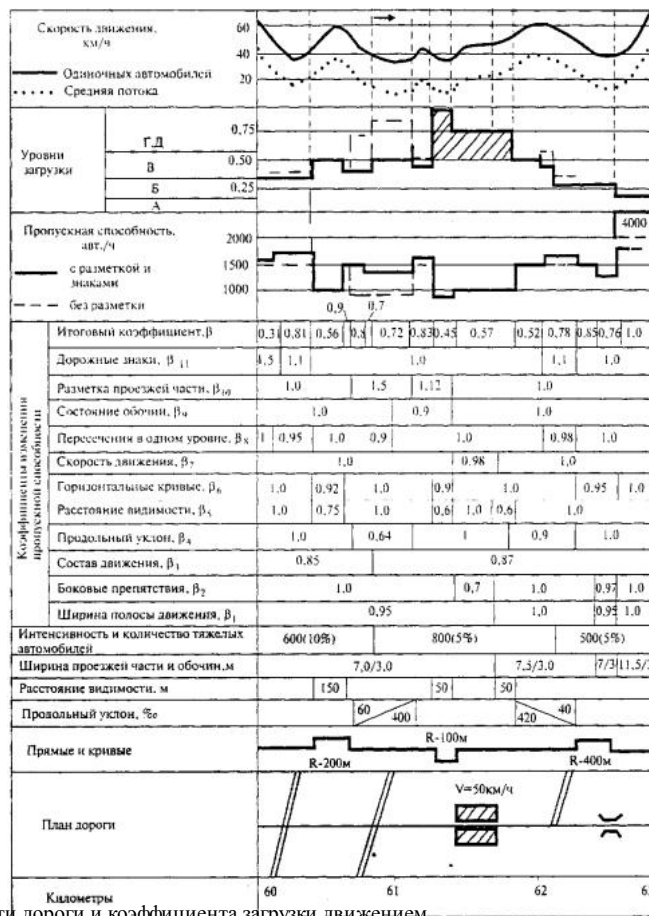 Скорость движения,
км/ч
60
40
20
Одиночных автомобилей
Средняя потока
Уровни
загрузки
Г.Д
В
Б
А
0.75
0.50
0.25
Пропускная способность,
авт./ч
с разметкой и
знаками
без разметки
2000
1500
1000
4000
0,9
0.7
Коэффициенты изменения
пропускной способности
Итоговый коэффициент,β 0.31 0.81 0.56 0.8 0.72 0.83 0.45 0.57 0.52 0.78 0.85 0.76 1.0
Дорожные знаки, β11 1.1 1.0 1.1 1.0
Разметка проезжей части, β10 1.0 1.5 1.12 1.0
Состояние обочин, β9 1.0 0.9 1.0
Пересечения в одном уровне, β8 1 0.95 1.0 0.9 1.0 0.98 1.0
Скорость движения, β7 1.0 0.98 1.0
Горизонтальные кривые, β6 1.0 0.92 1.0 0.9 1.0 0.95 1.0
Расстояние видимости, β5 1.0 0.75 1.0 0.6 1.0 0.6 1.0
Продольный уклон, β4 1.0 0.64 1 0.9 1.0
Состав движения, β1 0.85 0.87
Боковые препятствия, β2 1.0 0,7 1.0 0.97 1.0
Ширина полосы движения, β1 0.95 1.0 0.95 1.0
Интенсивность и количество тяжелых
автомобилей 600(10%) 800(5%) 500(5%)
Ширина проезжей части и обочин,м 7,0/3.0 7,5/3.0 7/3 11,5/
Расстояние видимости, м 150 50 50
Продольный уклон, ‰ 60 400 420 40
Прямые и кривые R-200м R-100м R-400м
План дороги V=50км/ч
Километры 60 61 62
ти дороги и коэффициента загрузки движением